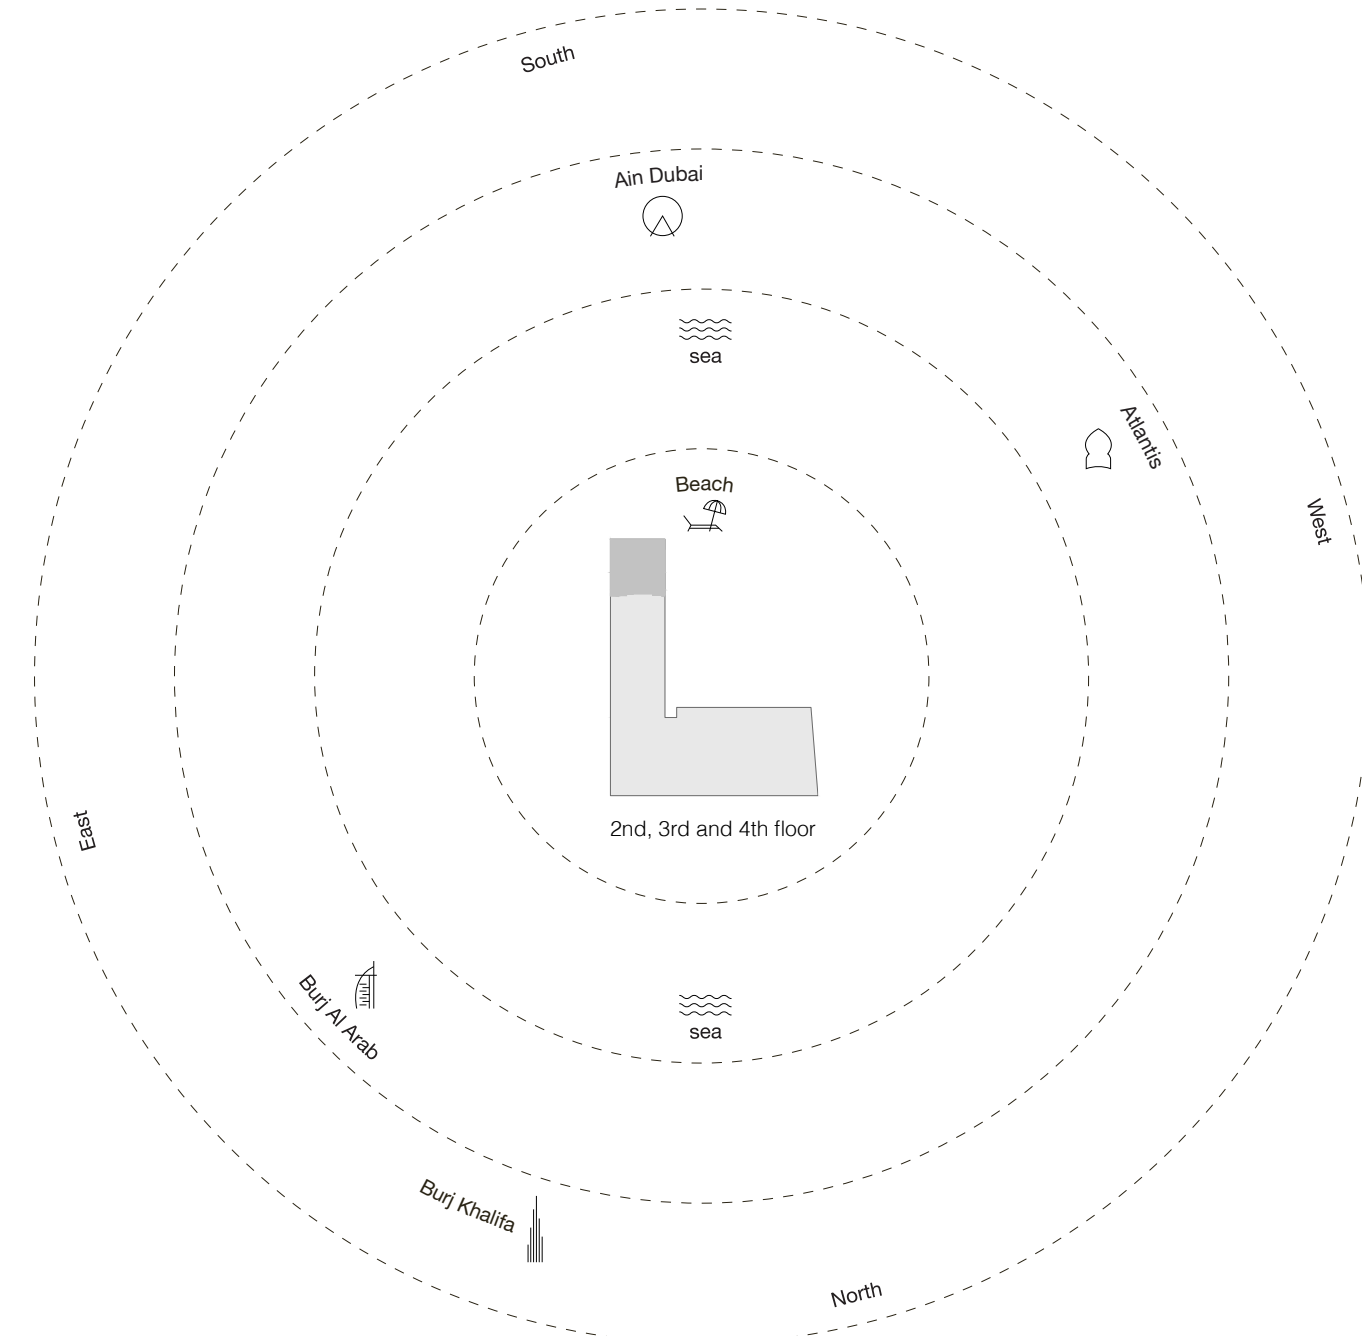 South
Ain Dubai
sea
Atlantis
Beach
West
East
2nd, 3rd and 4th floor
Burj Al Arab
sea
Burj Khalifa
North